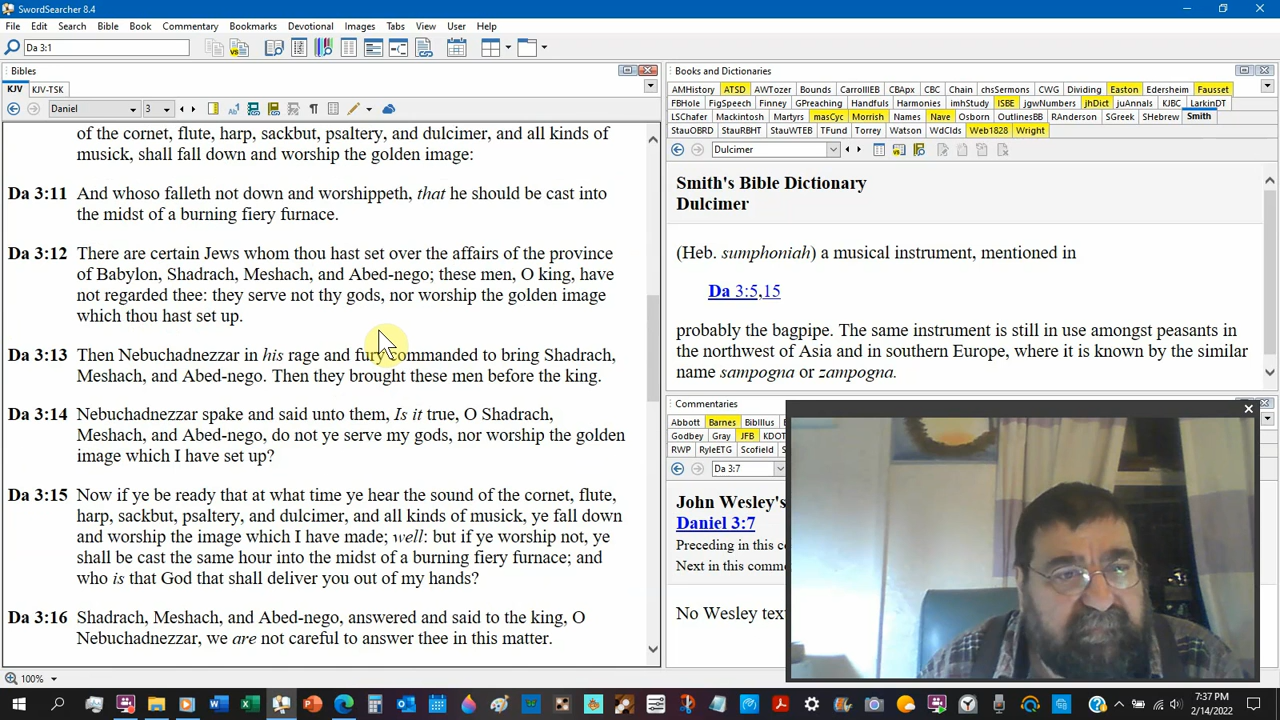 SwordSearcher 8.4
File Edit Search Bible Book Commentary Bookmarks Devotional Images Tabs View User Help
Da 3:1
Bibles
KJV KJV-TSK
Daniel 3
of the cornet, flute, harp, sackbut, psaltery, and dulcimer, and all kinds of
musick, shall fall down and worship the golden image:
Da 3:11 And whoso falleth not down and worshippeth, that he should be cast into
the midst of a burning fiery furnace.
Da 3:12 There are certain Jews whom thou hast set over the affairs of the province
of Babylon, Shadrach, Meshach, and Abed-nego; these men, O king, have
not regarded thee: they serve not thy gods, nor worship the golden image
which thou hast set up.
Da 3:13 Then Nebuchadnezzar in his rage and fury commanded to bring Shadrach,
Meshach, and Abed-nego. Then they brought these men before the king.
Da 3:14 Nebuchadnezzar spake and said unto them, Is it true, O Shadrach,
Meshach, and Abed-nego, do not ye serve my gods, nor worship the golden
image which I have set up?
Da 3:15 Now if ye be ready that at what time ye hear the sound of the cornet, flute,
harp, sackbut, psaltery, and dulcimer, and all kinds of musick, ye fall down
and worship the image which I have made; well: but if ye worship not, ye
shall be cast the same hour into the midst of a burning fiery furnace; and
who is that God that shall deliver you out of my hands?
Da 3:16 Shadrach, Meshach, and Abed-nego, answered and said to the king, O
Nebuchadnezzar, we are not careful to answer thee in this matter.
100%
Books and Dictionaries
AMHistory ATSD AWTozer Bounds CarrollIEB CBApx CBC Chain chsSermons CWG Dividing Easton Edersheim Fausset
FBHole FigSpeech Finney GPreaching Handfuls Harmonies imhStudy ISBE jgwNumbers jhDict juAnnals KJBC LarkinDT
LSChafer Mackintosh Martyrs masCyc Morrish Names Nave Osborn OutlinesBB RAnderson SGreek SHebrew Smith
StauOBRD StauRBHT StauWTEB TFund Torrey Watson WdClds Web1828 Wright
Dulcimer
Smith's Bible Dictionary
Dulcimer
(Heb. sumphoniah) a musical instrument, mentioned in
Da 3:5,15
probably the bagpipe. The same instrument is still in use amongst peasants in
the northwest of Asia and in southern Europe, where it is known by the similar
name sampogna or zampogna.
Commentaries
Abbott Barnes BibIllus
Godbey Gray JFB KDOT
RWP RyleETG Scofield S
Da 3:7
John Wesley's
Daniel 3:7
Preceding in this c
Next in this comme
No Wesley tex
7:37 PM
2/14/2022